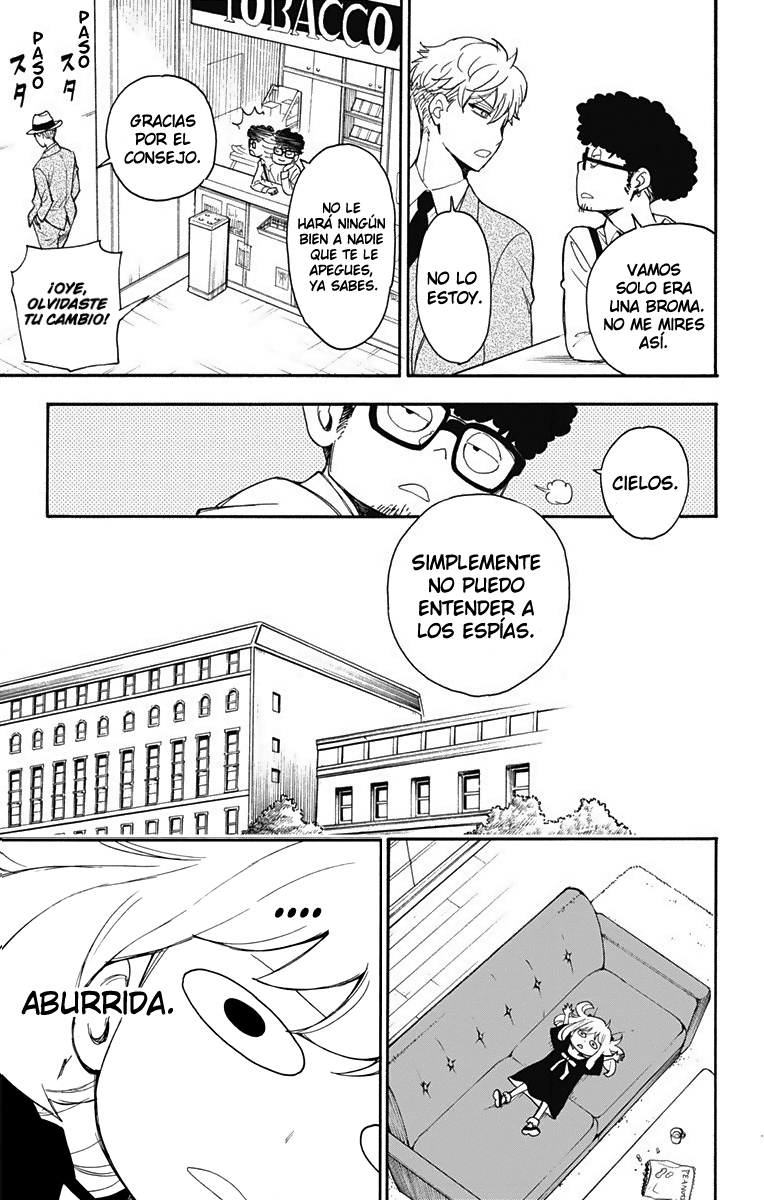 VAMOS
SOLO ERA
UNA BROMA.
NO ME MIRES
ASÍ.
NO LO
ESTOY.
TOBACCO
NO LE
HARÁ NINGÚN
BIEN A NADIE
QUE TE LE
APEGUES,
YA SABES.
GRACIAS
POR EL
CONSEJO.
PASO
スタ
PASO
スタ
¡OYE,
OLVIDASTE
TU CAMBIO!
CIELOS.
SIMPLEMENTE
NO PUEDO
ENTENDER A
LOS ESPÍAS.
....
ABURRIDA.